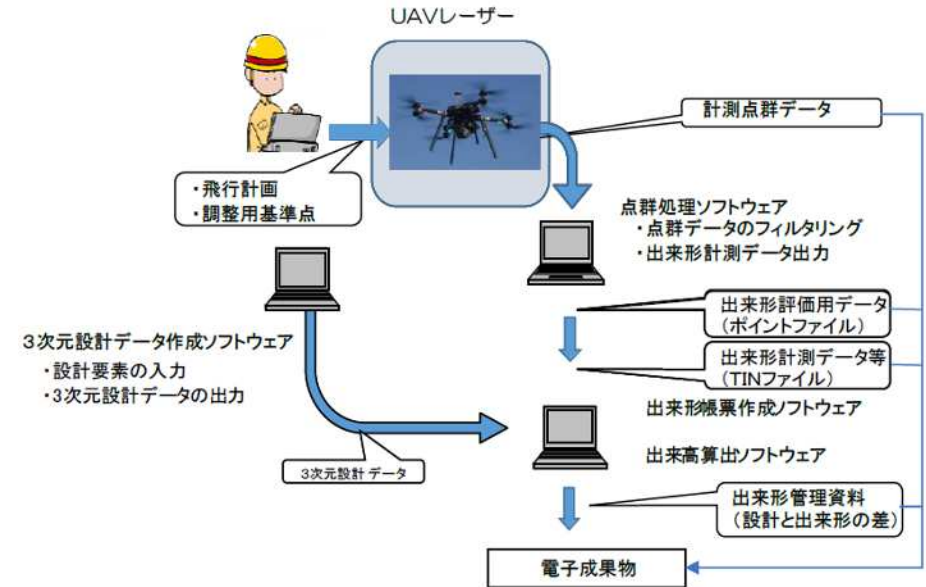 UAVレーザー
計測点群データ
・飛行計画
・調整用基準点
点群処理ソフトウェア
・点群データのフィルタリング
・出来形計測データ出力
出来形評価用データ
（ポイントファイル）
3次元設計データ作成ソフトウェア
・設計要素の入力
・3次元設計データの出力
出来形計測データ等
（TINファイル）
出来形帳票作成ソフトウェア
出来高算出ソフトウェア
3次元設計データ
出来形管理資料
（設計と出来形の差）
電子成果物